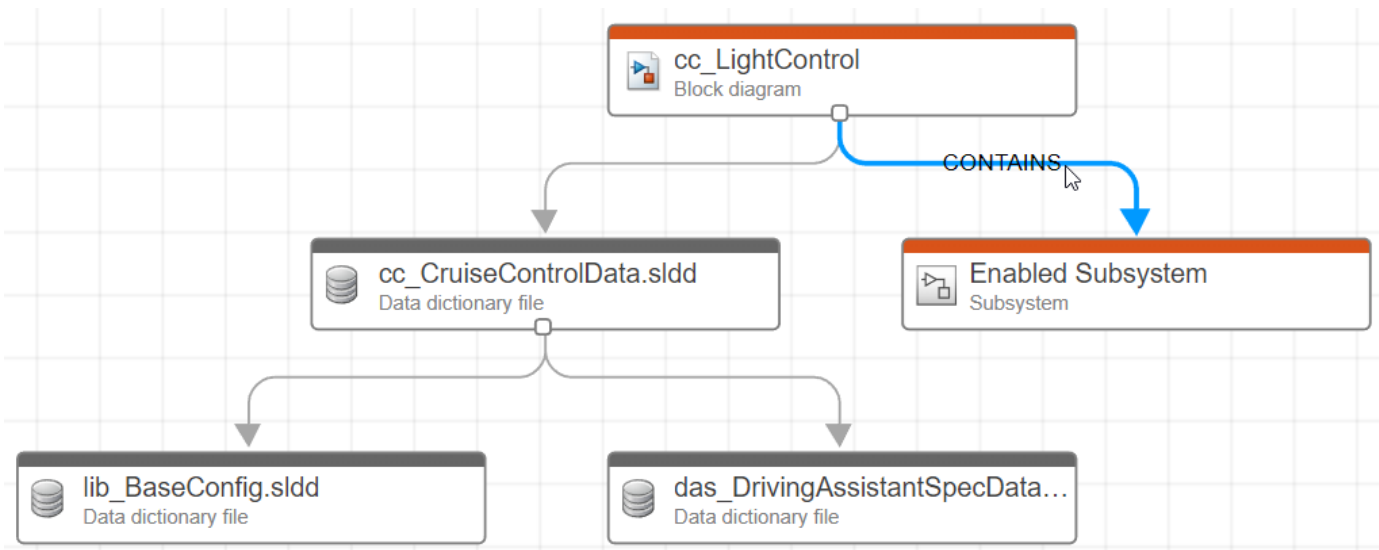 cc_LightControl
Block diagram
CONTAINS
cc_CruiseControlData.sldd
Data dictionary file
Enabled Subsystem
Subsystem
lib_BaseConfig.sldd
Data dictionary file
das_DrivingAssistantSpecData…
Data dictionary file